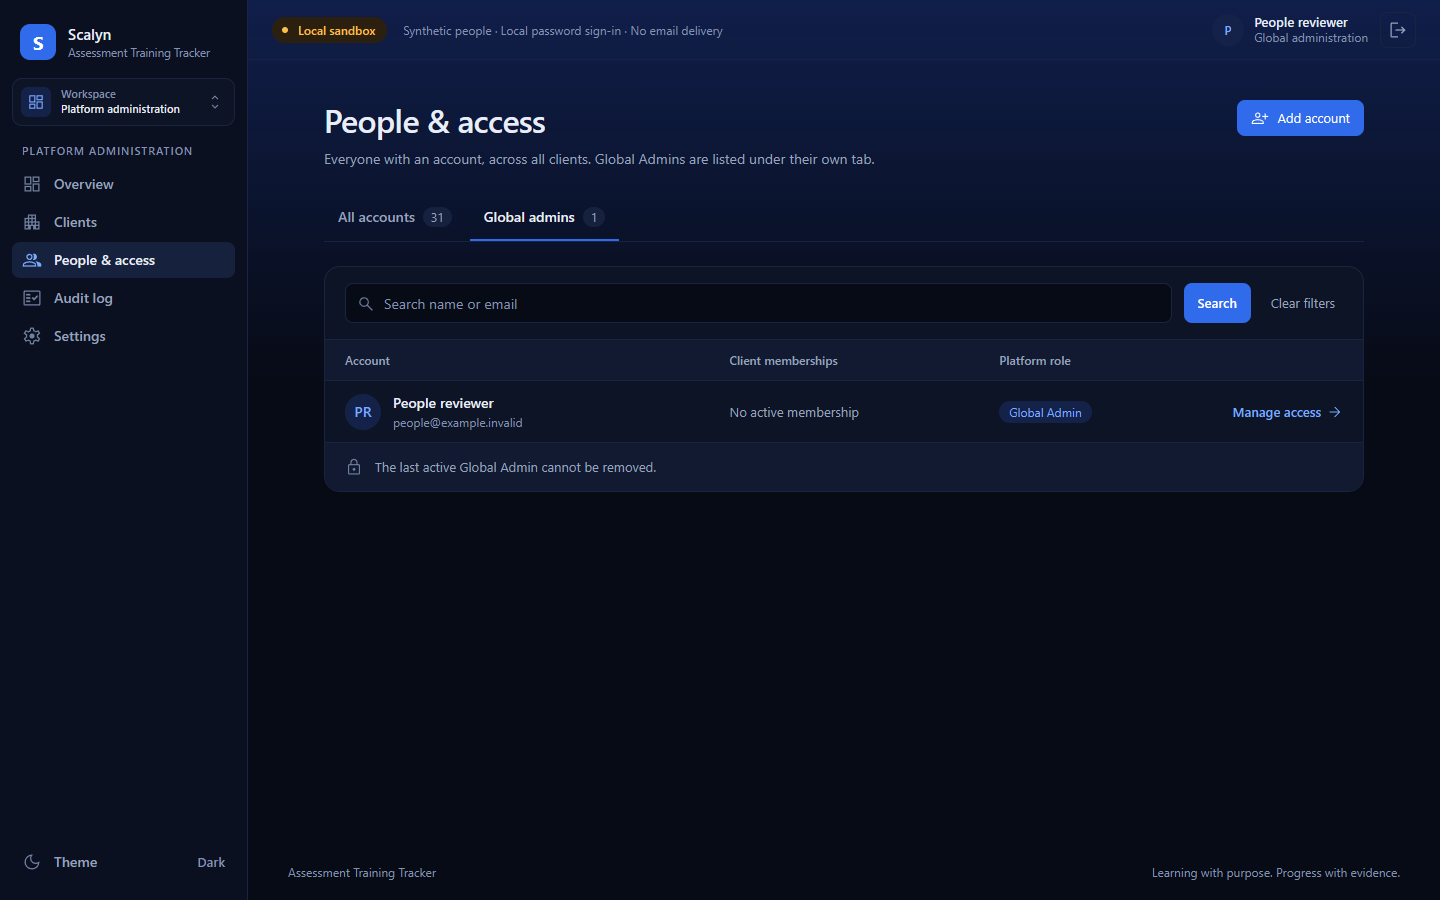 S
Scalyn
Assessment Training Tracker
Workspace
Platform administration
PLATFORM ADMINISTRATION
Overview
Clients
People & access
Audit log
Settings
Theme
Dark
Local sandbox
Synthetic people · Local password sign-in · No email delivery
P
People reviewer
Global administration
People & access
Everyone with an account, across all clients. Global Admins are listed under their own tab.
Add account
All accounts 31
Global admins 1
Search name or email
Search
Clear filters
Account
Client memberships
Platform role
PR
People reviewer
people@example.invalid
No active membership
Global Admin
Manage access
The last active Global Admin cannot be removed.
Assessment Training Tracker
Learning with purpose. Progress with evidence.